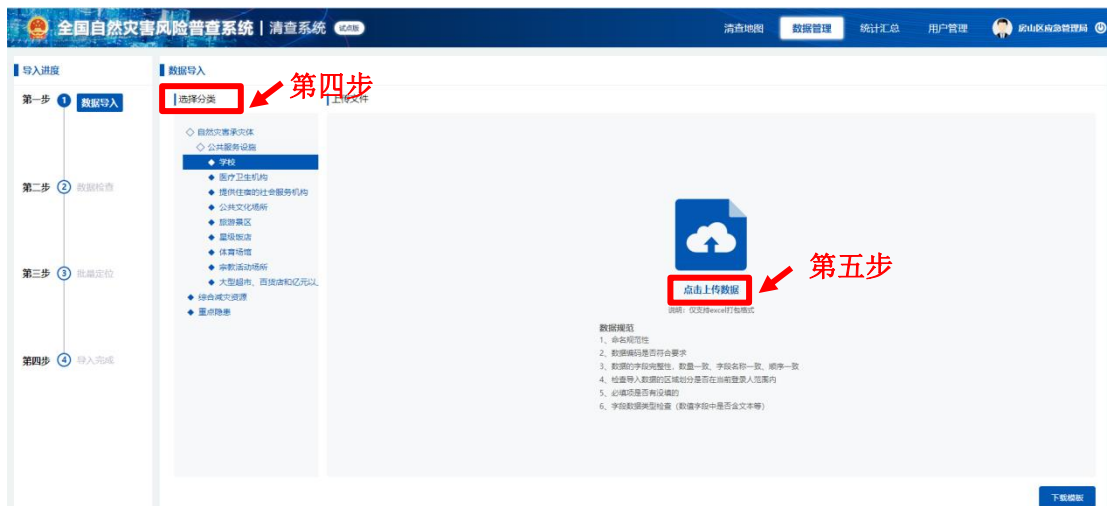 全国自然灾害风险普查系统 | 清查系统 试点版
清查地图 数据管理 统计汇总 用户管理 房山区应急管理局
导入进度
数据导入
第四步
第一步 1 数据导入
选择分类
上传文件
自然灾害承灾体
公共服务设施
学校
医疗卫生机构
第二步 2 数据检查
提供住宿的社会服务机构
公共文化场所
旅游景区
星级饭店
体育场馆
宗教活动场所
第三步 3 批量定位
大型超市、百货店和亿元以
综合减灾资源
重点隐患
第五步
点击上传数据
说明：仅支持excel打包格式
数据规范
1、命名规范性
2、数据编码是否符合要求
3、数据的字段完整性，数量一致、字段名称一致、顺序一致
4、检查导入数据的区域划分是否在当前登录人范围内
5、必填项是否有没填的
6、字段数据类型检查（数值字段中是否含文本等）
第四步 4 导入完成
下载模板